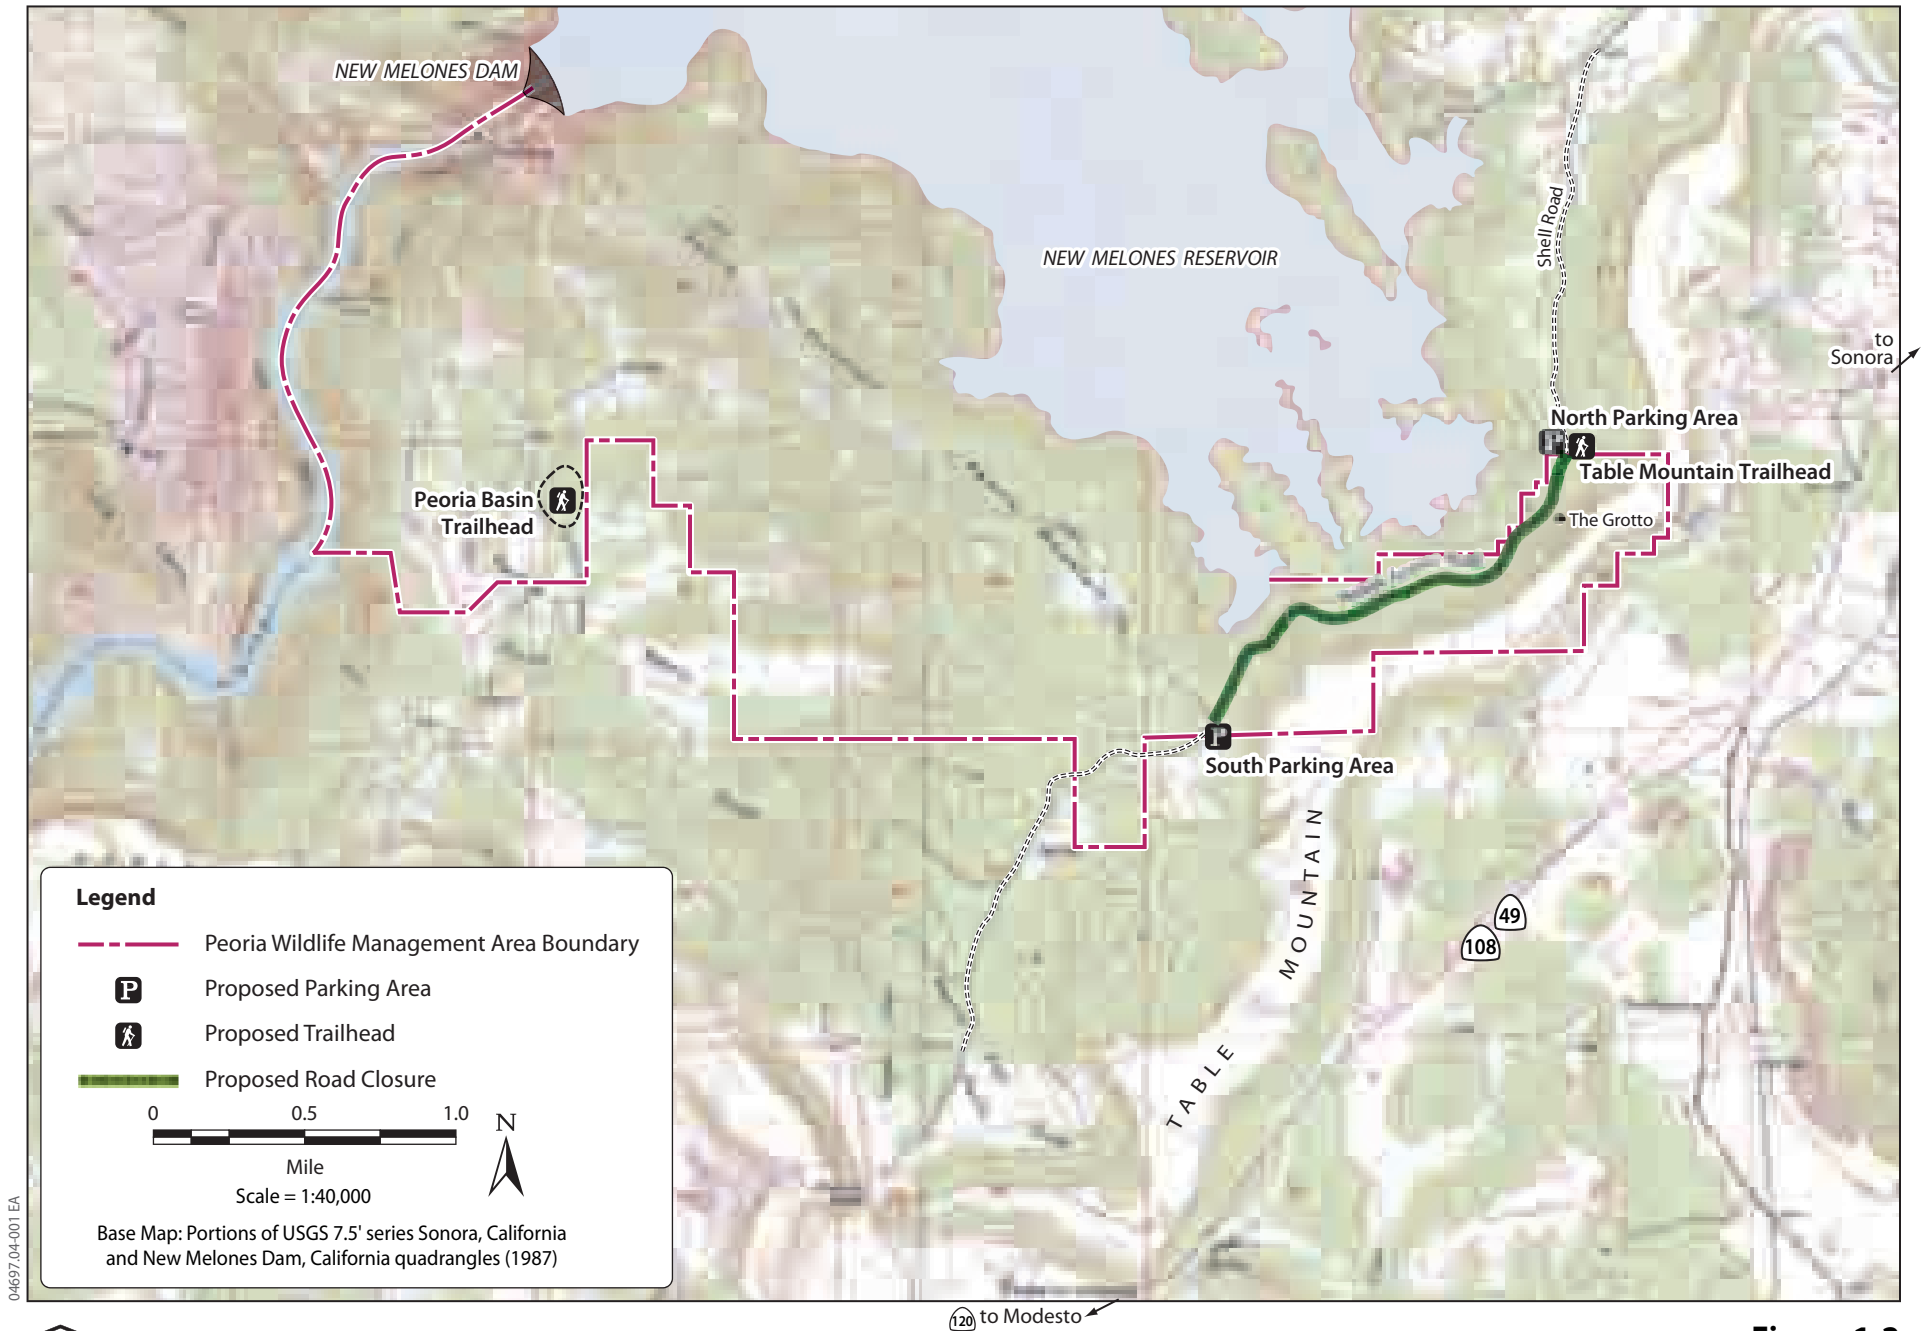 NEW MELONES DAM
NEW MELONES RESERVOIR
Shell Road
to
Sonora
North Parking Area
P
Table Mountain Trailhead
The Grotto
Peoria Basin
Trailhead
P
South Parking Area
TABLE MOUNTAIN
49
108
Legend
Peoria Wildlife Management Area Boundary
P Proposed Parking Area
Proposed Trailhead
Proposed Road Closure
0 0.5 1.0
Mile
N
Scale = 1:40,000
Base Map: Portions of USGS 7.5' series Sonora, California
and New Melones Dam, California quadrangles (1987)
04697.04-001 EA
120 to Modesto